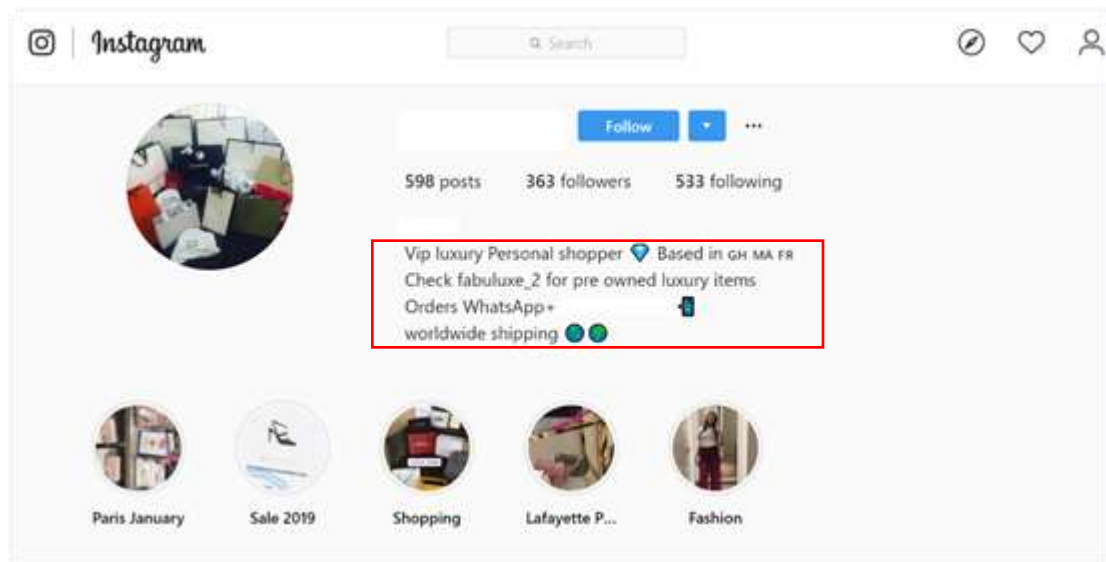 Instagram
Search
Follow
598 posts 363 followers 533 following
Vip luxury Personal shopper 💎 Based in GH MA FR
Check fabuluxe_2 for pre owned luxury items
Orders WhatsApp+ 📲
worldwide shipping 🌍🌍
Paris January Sale 2019 Shopping Lafayette P... Fashion